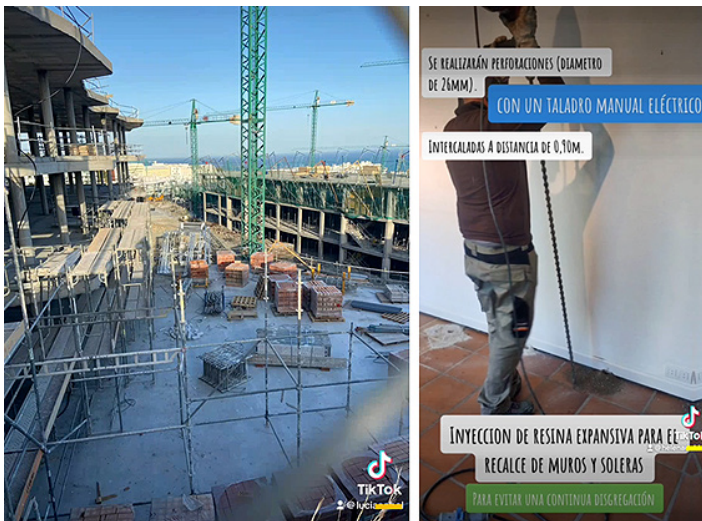 TikTok
SE REALIZARÁN PERFORACIONES (DIAMETRO
DE 26MM).
CON UN TALADRO MANUAL ELÉCTRICO
INTERCALADAS A DISTANCIA DE 0,90M.
INYECCION DE RESINA EXPANSIVA PARA EL
RECALCE DE MUROS Y SOLERAS
TikTok
PARA EVITAR UNA CONTINUA DISGREGACIÓN